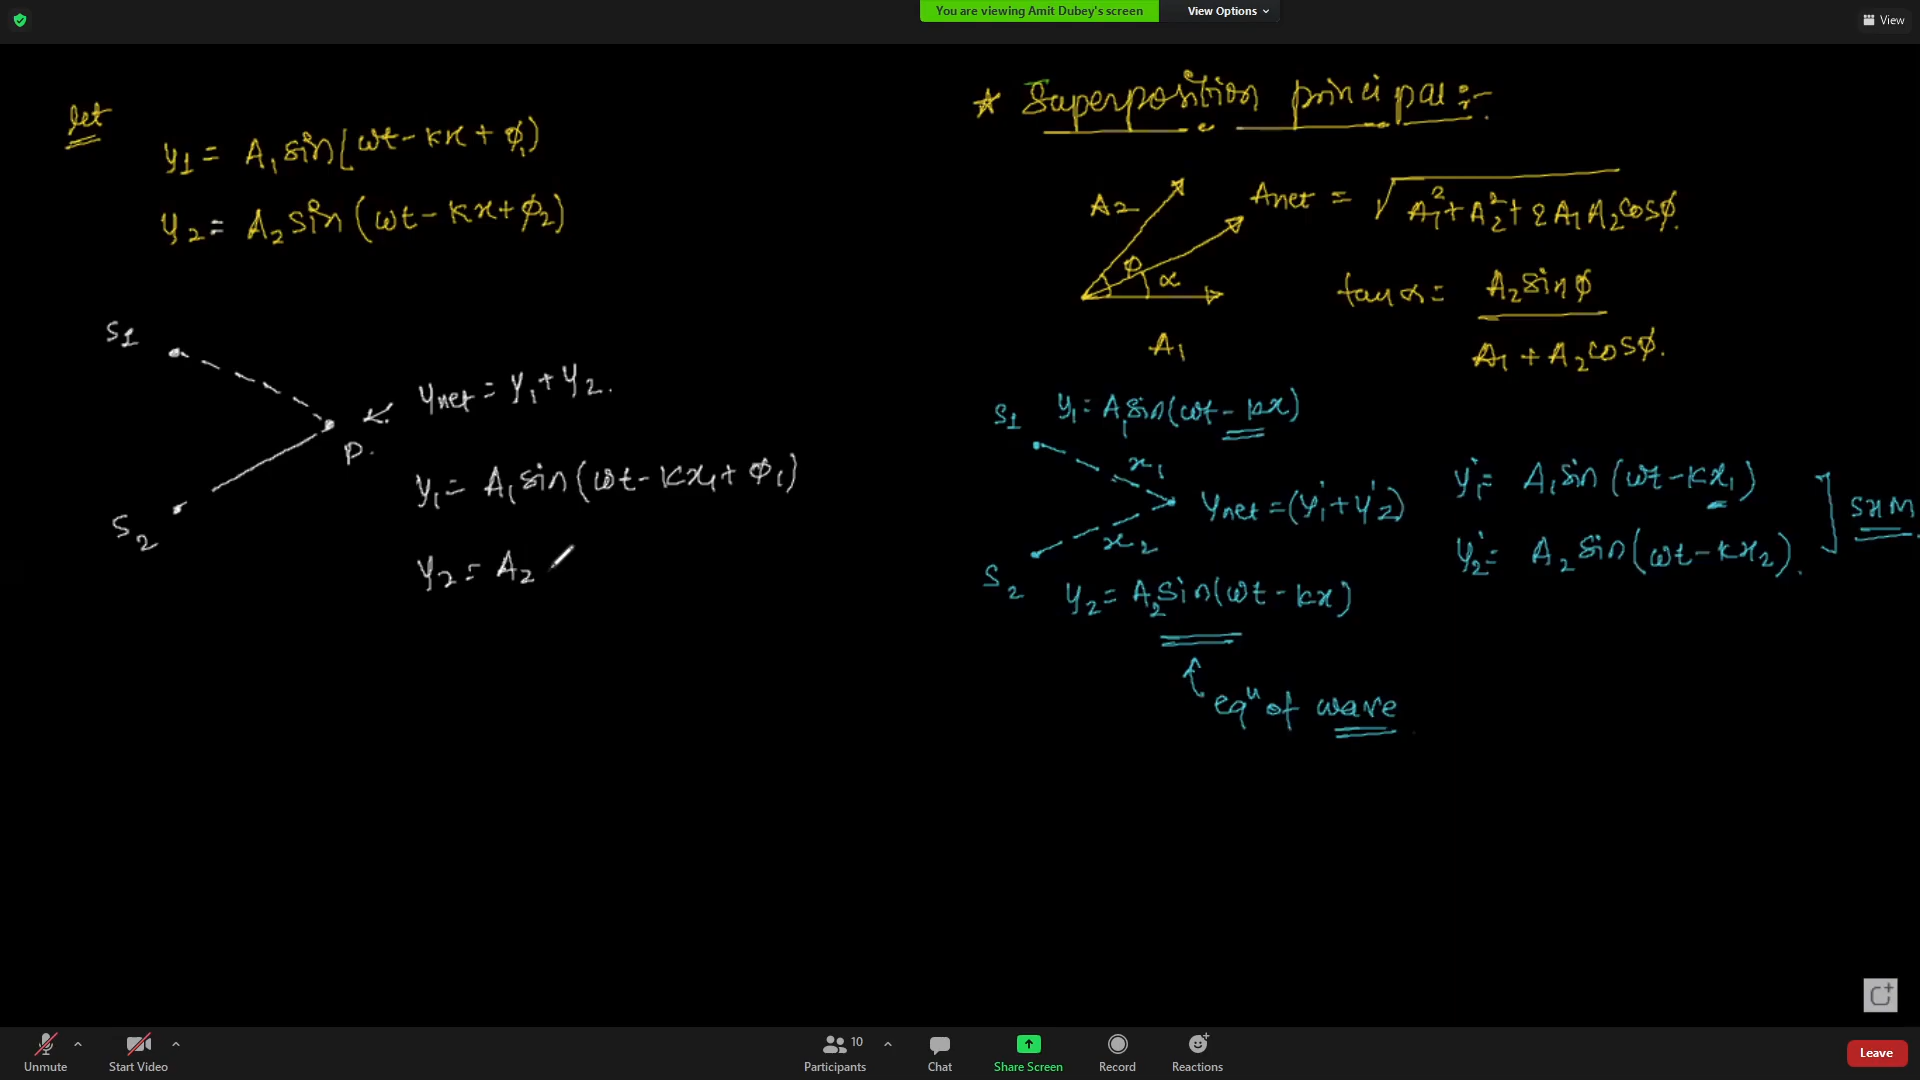 You are viewing Amit Dubey's screen
View Options
View
let
y1 = A₁ sin(ωt - kx + φ₁)
y₂ = A₂ sin(ωt - kx + φ₂)
S1
ynet = y₁ + y₂.
P.
y₁ = A₁ sin(ωt - kx₁ + φ₁)
S2
y₂ = A₂
★ Superposition principal :-
A2
Anet = √A₁² + A₂² + 2A₁A₂cosφ.
φ
α
tan α = A₂ sin φ
A₁ + A₂ cos φ.
A₁
S1 y₁ = A₁ sin(ωt - kx)
x₁
ynet = (y₁' + y'₂)
x₂
y₁' = A₁ sin(ωt - kx₁)
y₂' = A₂ sin(ωt - kx₂).
SHM
S2 y₂ = A₂ sin(ωt - kx)
eqⁿ of wave
Unmute
Start Video
Participants
10
Chat
Share Screen
Record
Reactions
Leave